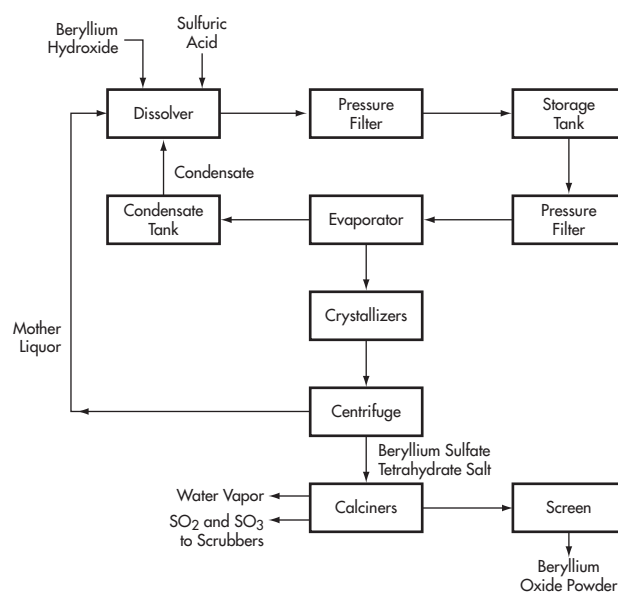 Beryllium
Hydroxide
Sulfuric
Acid
Dissolver
Pressure
Filter
Storage
Tank
Condensate
Condensate
Tank
Evaporator
Pressure
Filter
Crystallizers
Mother
Liquor
Centrifuge
Beryllium Sulfate
Tetrahydrate Salt
Water Vapor
SO2 and SO3
to Scrubbers
Calciners
Screen
Beryllium
Oxide Powder